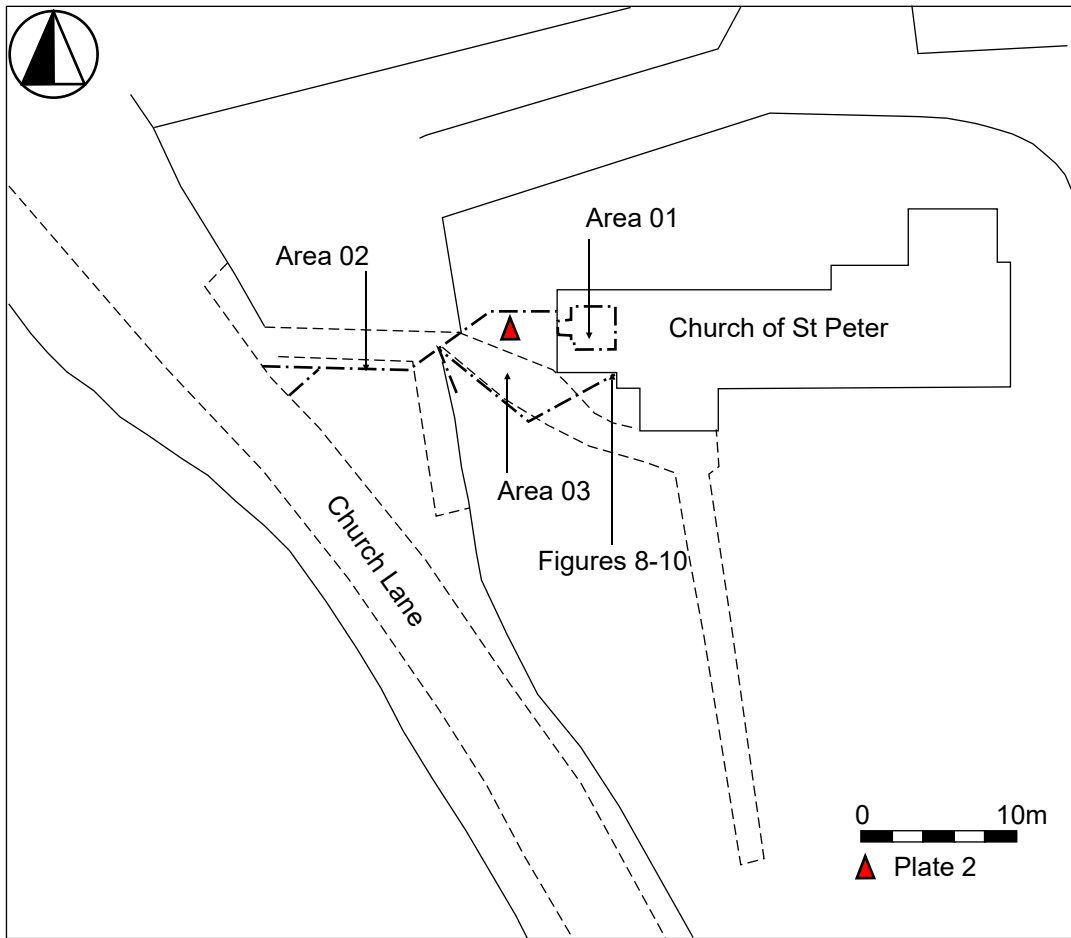 Area 01
Area 02
Church of St Peter
Area 03
Figures 8-10
Church Lane
0 10m
Plate 2